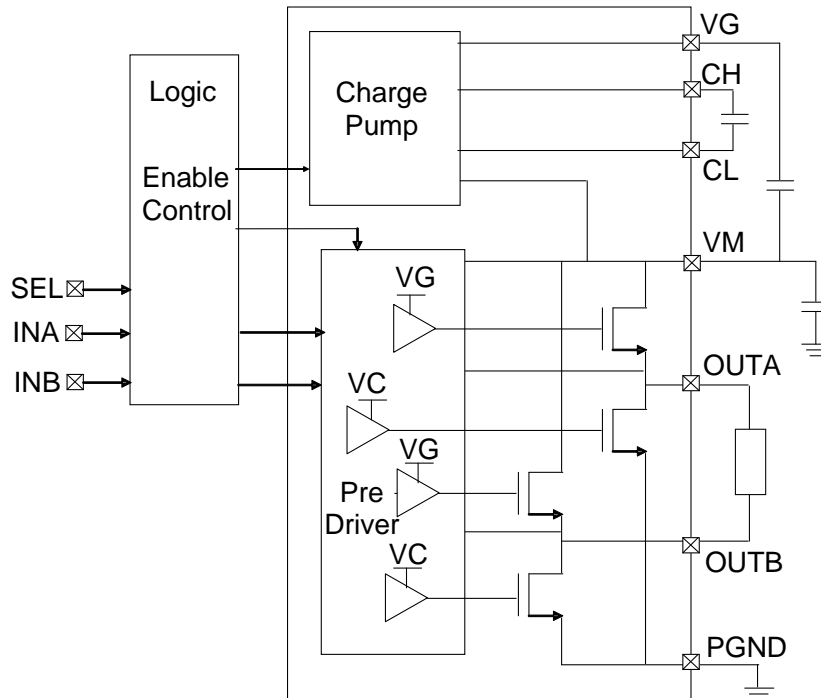 VG
Logic
CH
Charge
Pump
CL
Enable
Control
VM
VG
SEL
INA
INB
OUTA
VC
VG
Pre
Driver
OUTB
VC
PGND